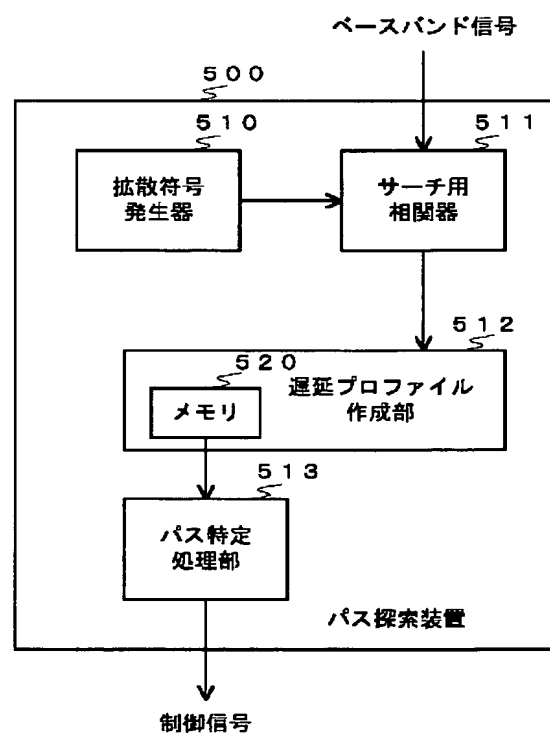 ベースバンド信号
５００
５１０
５１１
拡散符号
発生器
サーチ用
相関器
５１２
５２０
遅延プロファイル
作成部
メモリ
５１３
パス特定
処理部
パス探索装置
制御信号